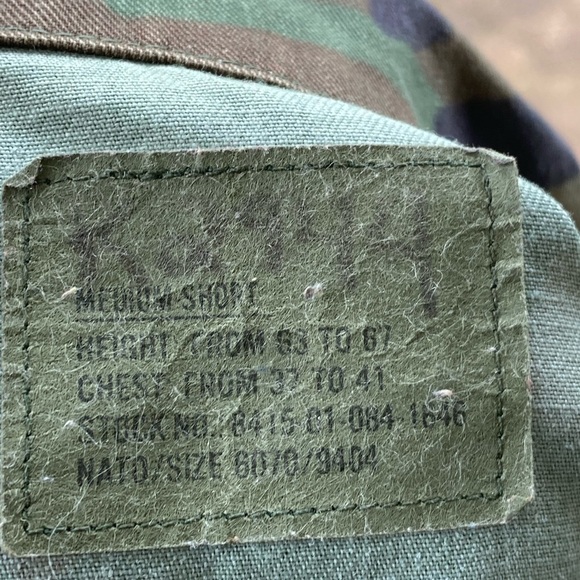 MEDIUM-SHORT
HEIGHT FROM 63 TO 67
CHEST FROM 37 TO 41
STOCK NO.: 8415-01-084-1646
NATO/SIZE 6070/9404